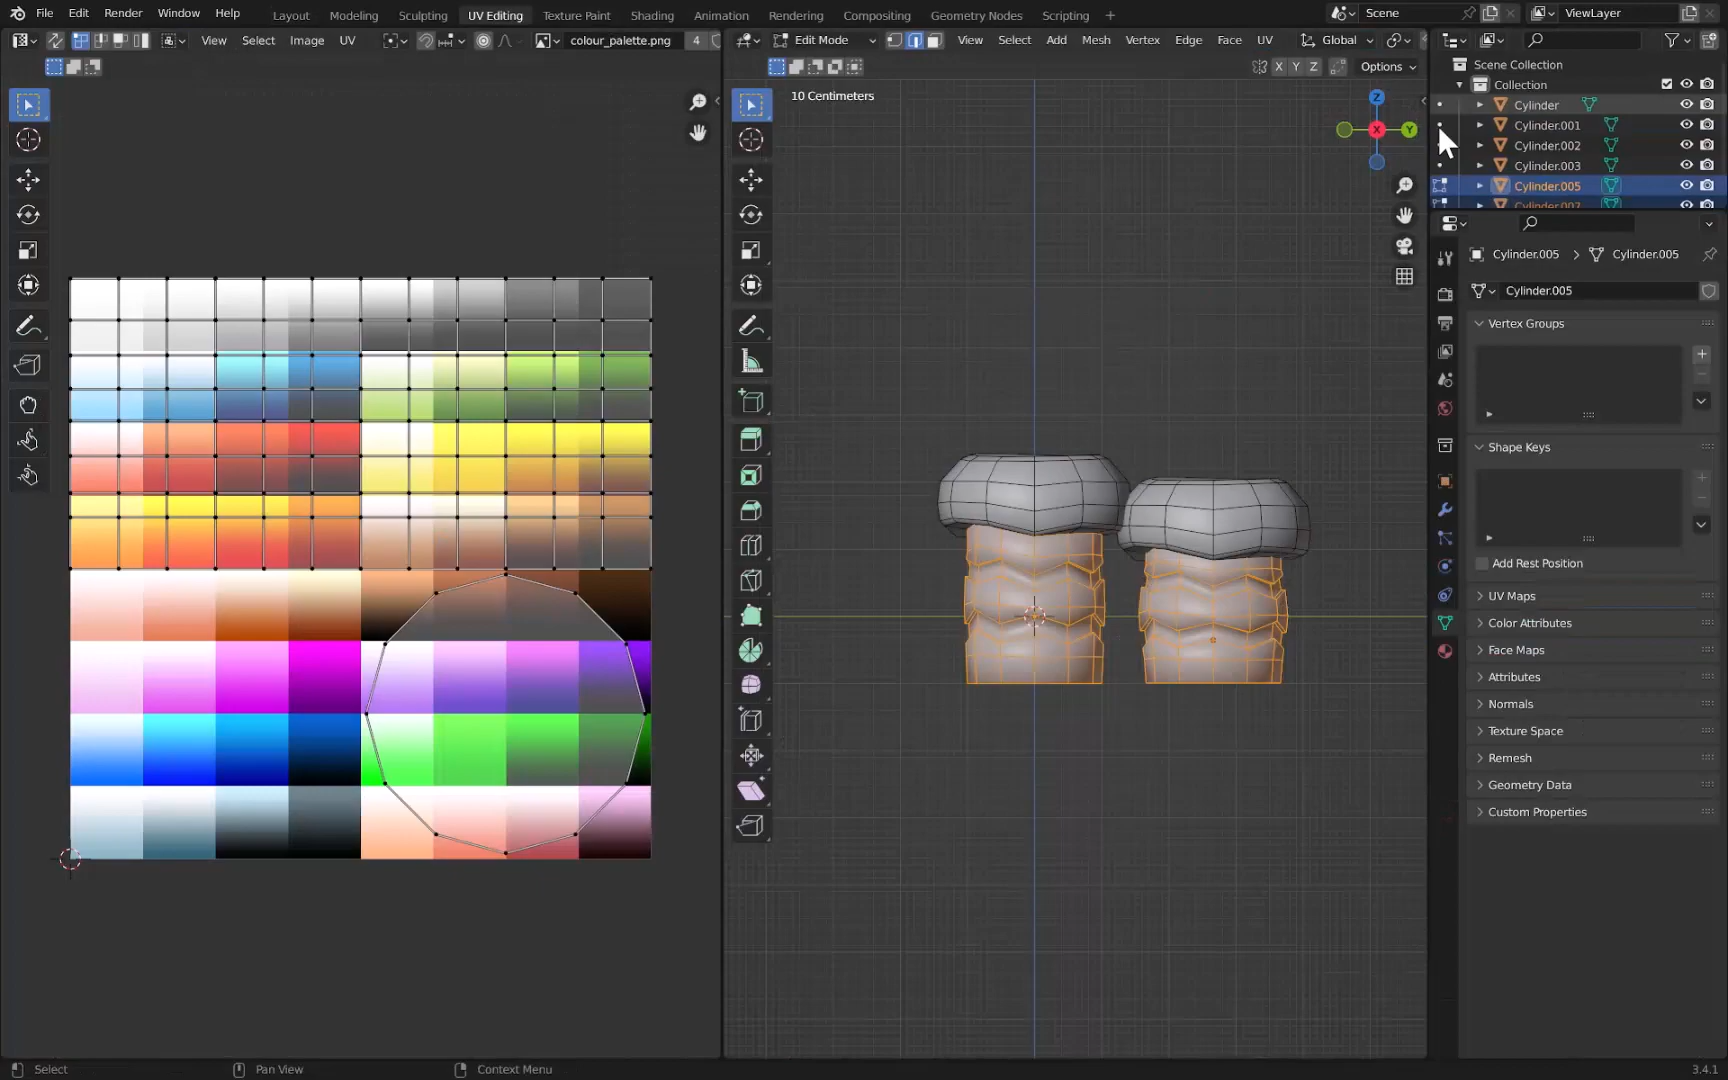 File Edit Render Window Help Layout Modeling Sculpting UV Editing Texture Paint Shading Animation Rendering Compositing Geometry Nodes Scripting + Scene ViewLayer
View Select Image UV colour_palette.png 4 Edit Mode View Select Add Mesh Vertex Edge Face UV Global
Scene Collection
X Y Z Options
Collection
10 Centimeters
Z
X
Y
Cylinder
Cylinder.001
Cylinder.002
Cylinder.003
Cylinder.005
Cylinder.007
Cylinder.005 > Cylinder.005
Cylinder.005
Vertex Groups
Shape Keys
Add Rest Position
UV Maps
Color Attributes
Face Maps
Attributes
Normals
Texture Space
Remesh
Geometry Data
Custom Properties
Select Pan View Context Menu 3.4.1